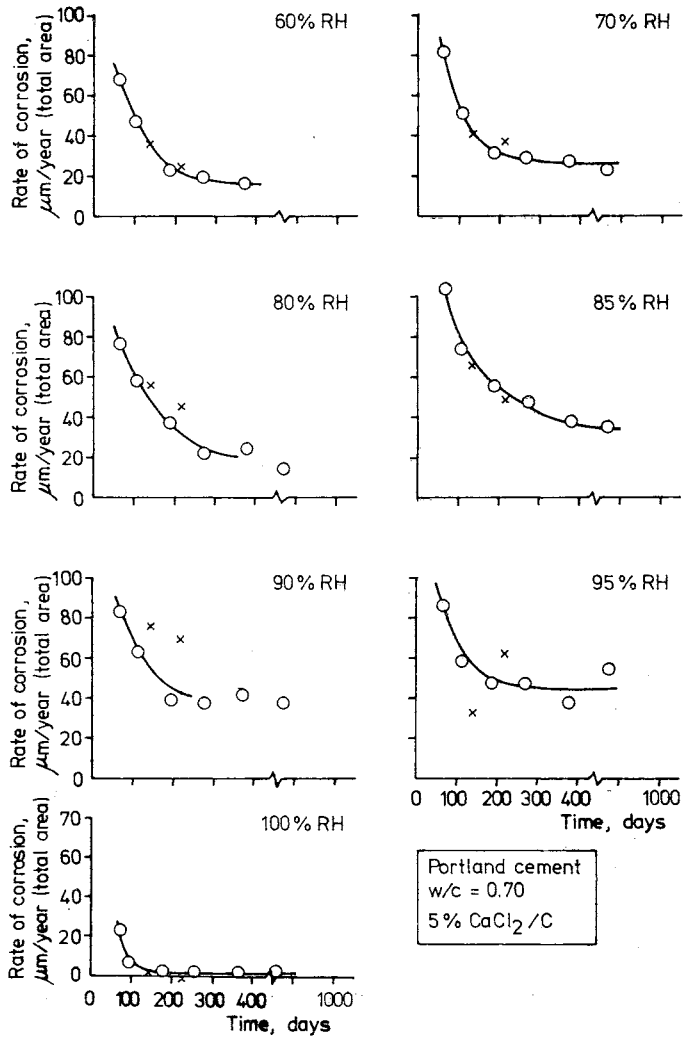 Rate of corrosion,
μm/year (total area)
100
80
60
40
20
0
60% RH
70% RH
Rate of corrosion,
μm/year (total area)
100
80
60
40
20
0
80% RH
85% RH
Rate of corrosion,
μm/year (total area)
100
80
60
40
20
0
90% RH
95% RH
0 100 200 300 400 1000
Time, days
Rate of corrosion,
μm/year (total area)
70
60
40
20
0
100% RH
0 100 200 400 1000
Time, days
Portland cement
w/c = 0.70
5% CaCl2/C